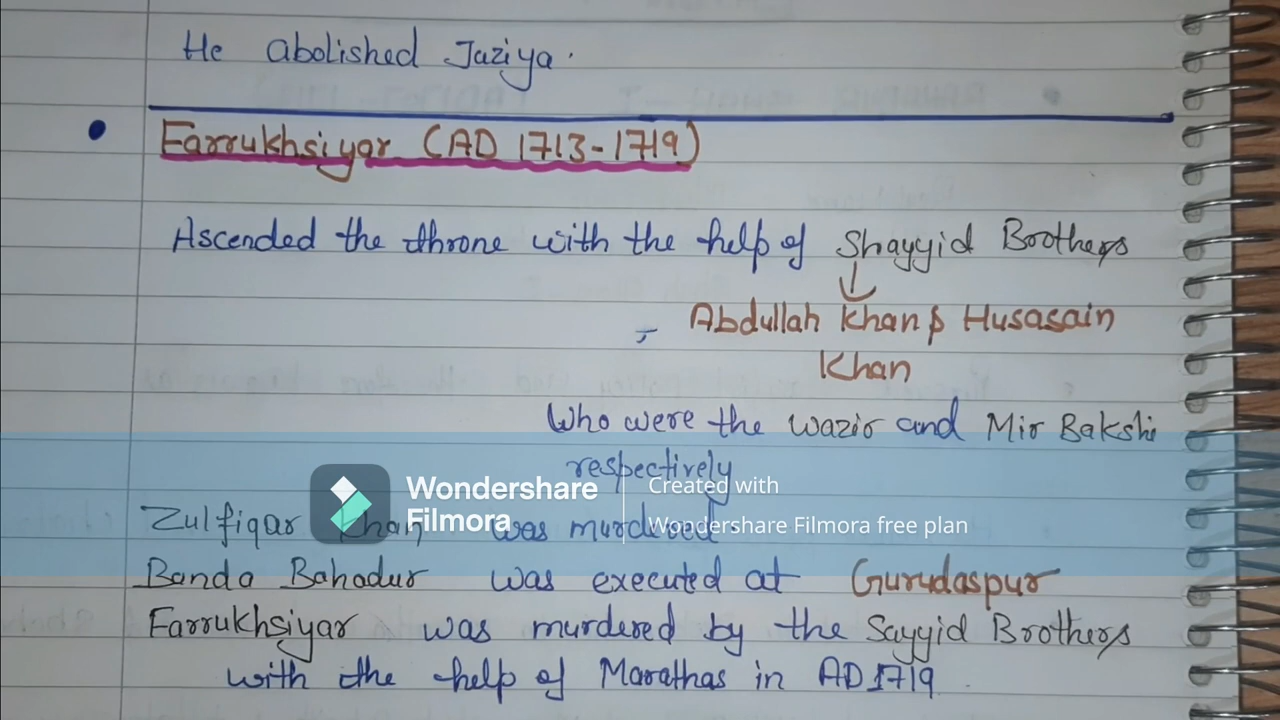 He abolished Jaziya.
Farrukhsiyar (AD 1713-1719)
Ascended the throne with the help of Shayyid Brothers
Abdullah Khan & Husasain
Khan
Who were the Wazir and Mir Bakshi
respectively
Wondershare
Filmora
Created with
Wondershare Filmora free plan
Zulfiqar Khan was murdered
Banda Bahadur was executed at Gurudaspur
Farrukhsiyar was murdered by the Sayyid Brothers
with the help of Marathas in AD 1719